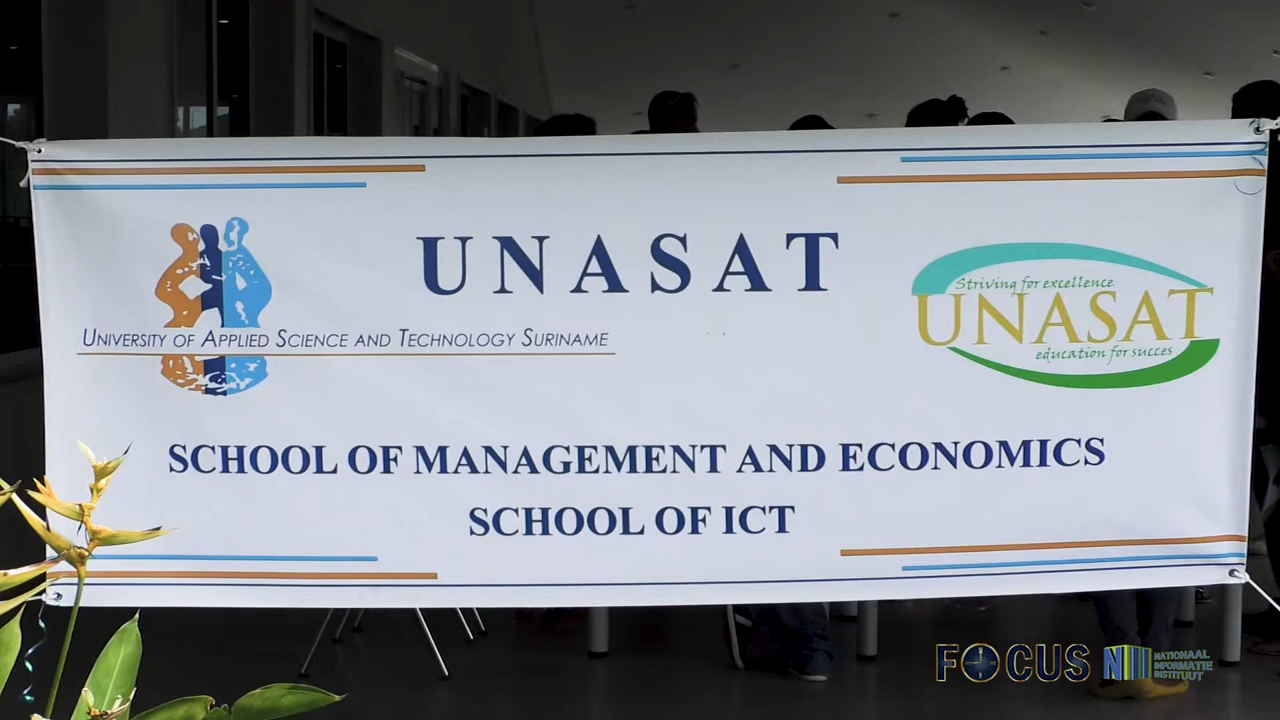 UNASAT
UNIVERSITY OF APPLIED SCIENCE AND TECHNOLOGY SURINAME
Striving for excellence
UNASAT
education for succes
SCHOOL OF MANAGEMENT AND ECONOMICS
SCHOOL OF ICT
FOCUS
NII
NATIONAAL
INFORMATIE
INSTITUUT